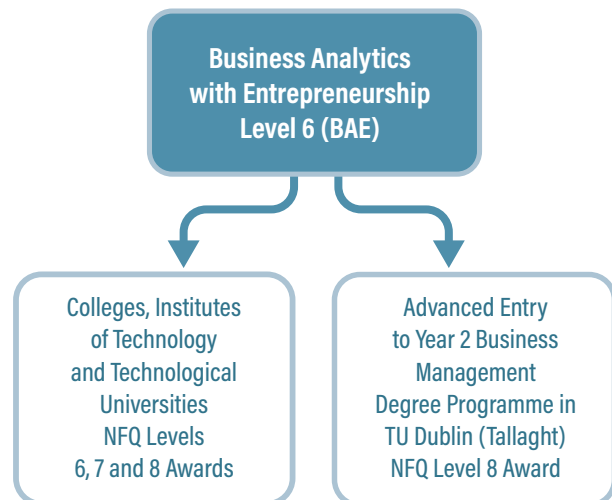 Business Analytics
with Entrepreneurship
Level 6 (BAE)
Colleges, Institutes
of Technology
and Technological
Universities
NFQ Levels
6, 7 and 8 Awards
Advanced Entry
to Year 2 Business
Management
Degree Programme in
TU Dublin (Tallaght)
NFQ Level 8 Award